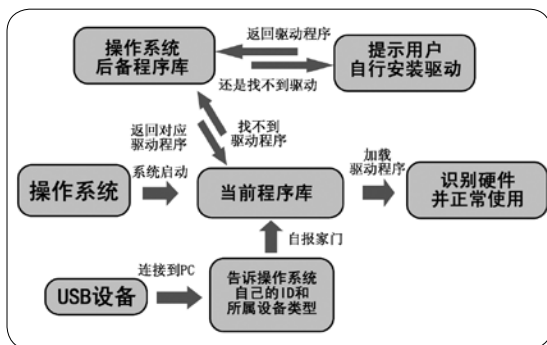 操作系统
后备程序库
返回驱动程序
还是找不到驱动
提示用户
自行安装驱动
返回对应
驱动程序
找不到
驱动程序
操作系统
系统启动
当前程序库
加载
驱动程序
识别硬件
并正常使用
自报家门
USB设备
连接到PC
告诉操作系统
自己的ID和
所属设备类型